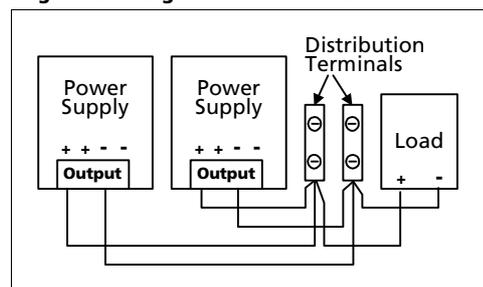 Distribution
Terminals
Power
Supply
+ + - -
Output
Power
Supply
+ + - -
Output
Load
+ -